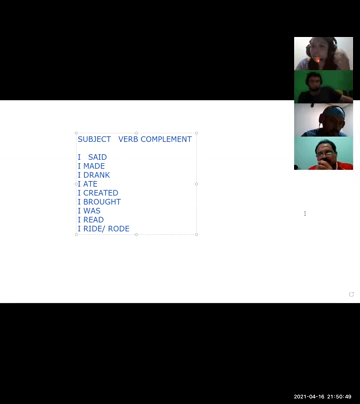 SUBJECT VERB COMPLEMENT
I SAID
I MADE
I DRANK
I ATE
I CREATED
I BROUGHT
I WAS
I READ
I RIDE/ RODE
2021-04-16 21:50:49